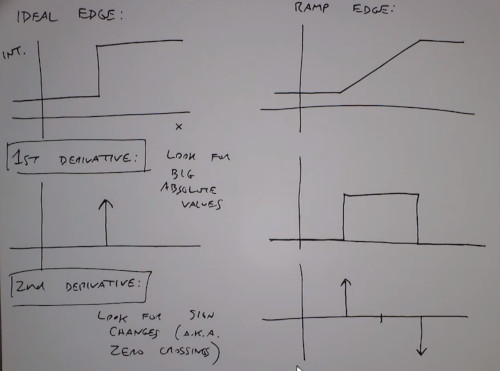 IDEAL EDGE:
RAMP EDGE:
INT.
x
1ST DERIVATIVE:
LOOK FOR
BIG
ABSOLUTE
VALUES
2nd DERIVATIVE:
LOOK FOR SIGN
CHANGES (A.K.A.
ZERO CROSSINGS)